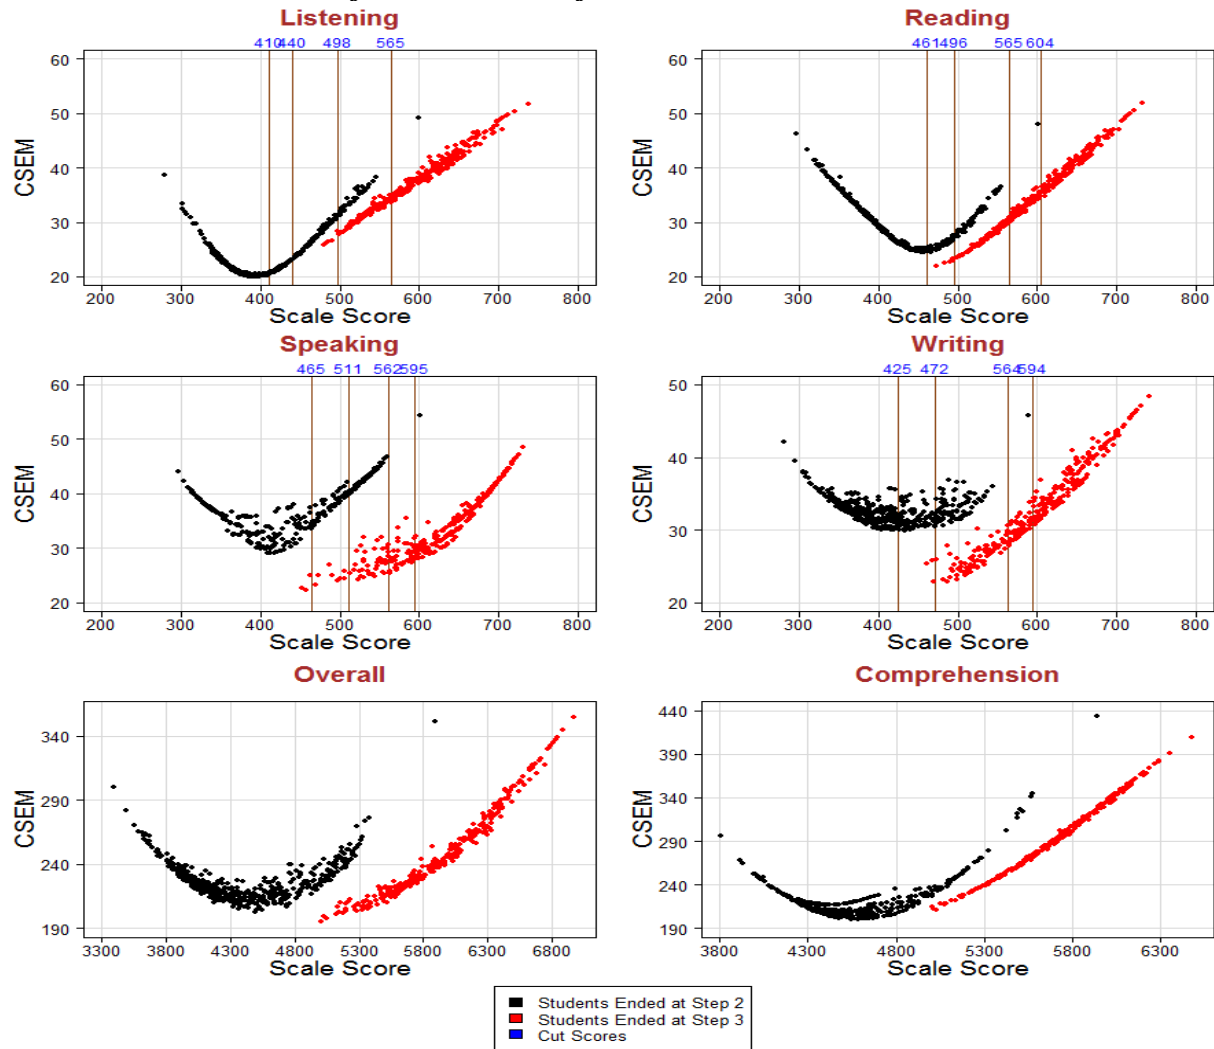 Listening
410 440 498 565
CSEM
60
50
40
30
20
200 300 400 500 600 700 800
Scale Score
Reading
461 496 565 604
CSEM
60
50
40
30
20
200 300 400 500 600 700 800
Scale Score
Speaking
465 511 562 595
CSEM
60
50
40
30
20
200 300 400 500 600 700 800
Scale Score
Writing
425 472 564 594
CSEM
50
40
30
20
200 300 400 500 600 700 800
Scale Score
Overall
CSEM
340
290
240
190
3300 3800 4300 4800 5300 5800 6300 6800
Scale Score
Comprehension
CSEM
440
390
340
290
240
190
3800 4300 4800 5300 5800 6300
Scale Score
Students Ended at Step 2
Students Ended at Step 3
Cut Scores